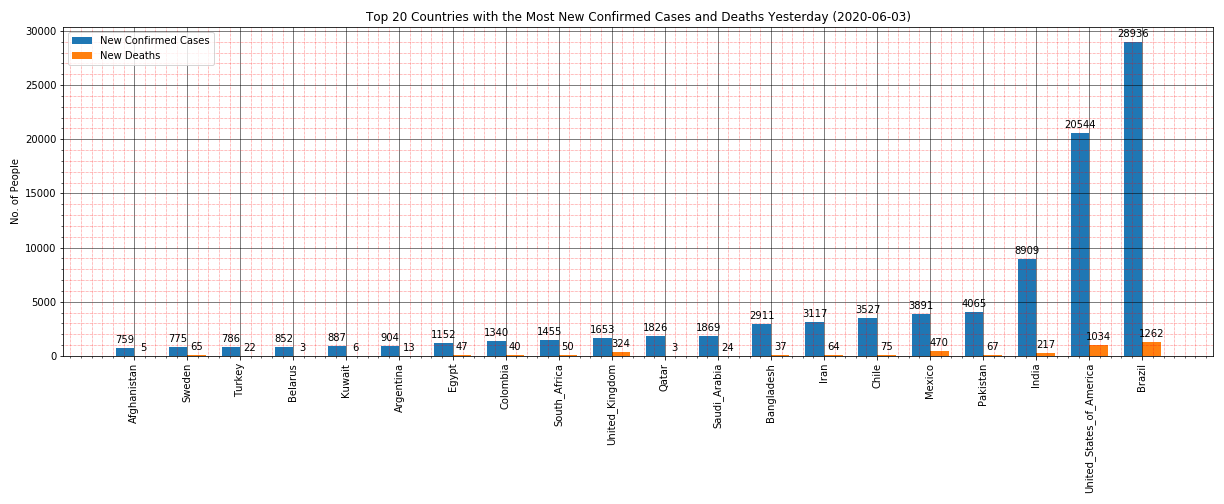 Top 20 Countries with the Most New Confirmed Cases and Deaths Yesterday (2020-06-03)
New Confirmed Cases
New Deaths
No. of People
30000
25000
20000
15000
10000
5000
0
759 5
775 65
786 22
852 3
887 6
904 13
1152 47
1340 40
1455 50
1653 324
1826 3
1869 24
2911 37
3117 64
3527 75
3891 470
4065 67
8909 217
20544 1034
28936 1262
Afghanistan
Sweden
Turkey
Belarus
Kuwait
Argentina
Egypt
Colombia
South_Africa
United_Kingdom
Qatar
Saudi_Arabia
Bangladesh
Iran
Chile
Mexico
Pakistan
India
United_States_of_America
Brazil